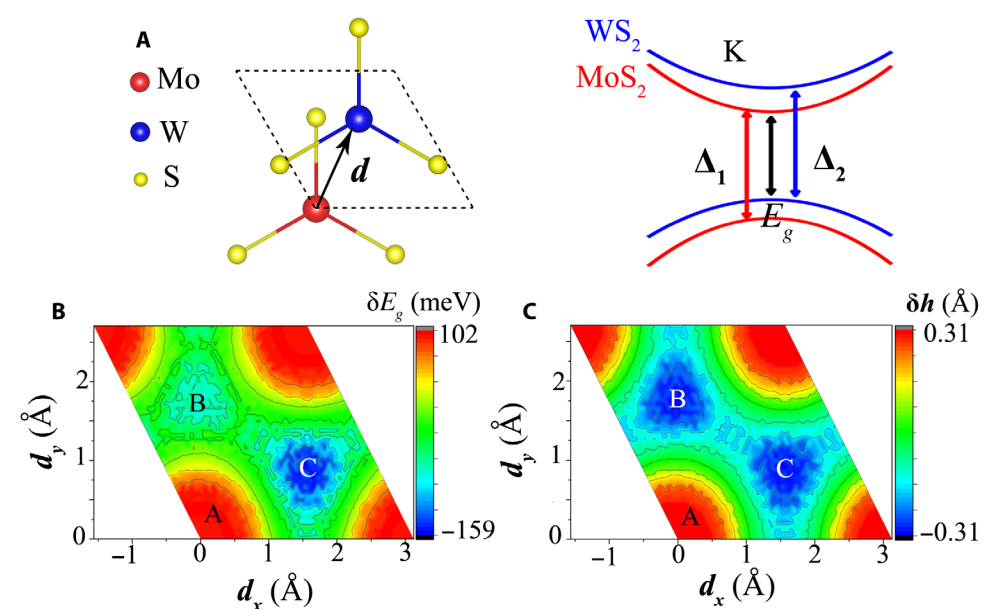 A
Mo
W
S
d
WS2
MoS2
K
Δ1
Eg
Δ2
B
δEg (meV)
102
−159
dy (Å)
2
1
0
A
B
C
−1
0
1
2
3
dx (Å)
C
δh (Å)
0.31
−0.31
dy (Å)
2
1
0
A
B
C
−1
0
1
2
3
dx (Å)